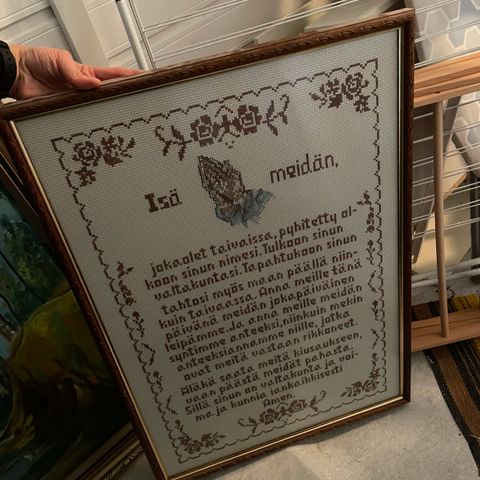 Isä meidän,
joka olet taivaissa, pyhitetty ol-
koon sinun nimesi. Tulkoon sinun
valtakuntasi. Tapahtukoon sinun
tahtosi myös maan päällä niin-
kuin taivaassa. Anna meille tänä
päivänä meidän jokapäiväinen
leipämme. Ja anna meille meidän
syntimme anteeksi, niinkuin mekin
anteeksi annamme niille, jotka
ovat meitä vastaan rikkoneet.
Äläkä saata meitä kiusaukseen,
vaan päästä meidät pahasta.
Sillä sinun on valtakunta ja voi-
ma ja kunnia iankaikkisesti
Amen.